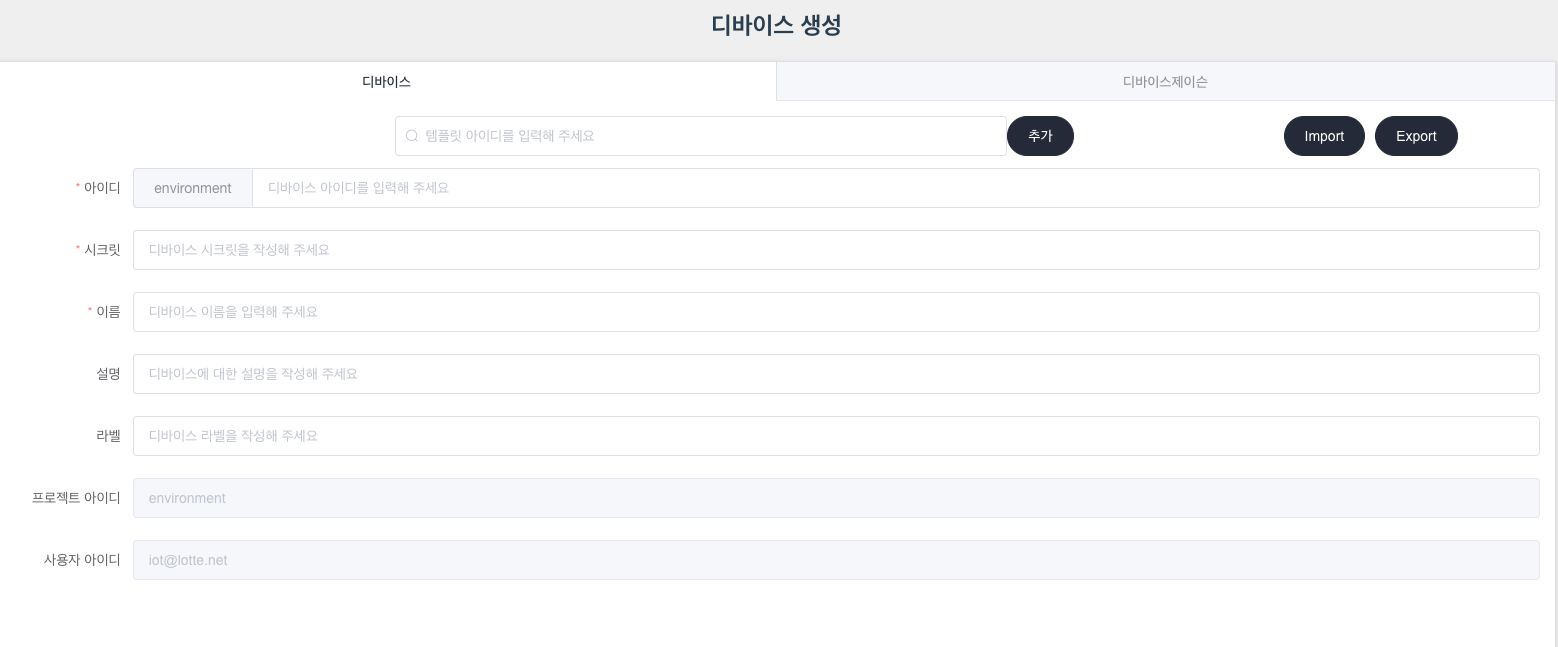 디바이스 생성
디바이스
디바이스제이슨
템플릿 아이디를 입력해 주세요
추가
Import
Export
* 아이디
environment
디바이스 아이디를 입력해 주세요
* 시크릿
디바이스 시크릿을 작성해 주세요
* 이름
디바이스 이름을 입력해 주세요
설명
디바이스에 대한 설명을 작성해 주세요
라벨
디바이스 라벨을 작성해 주세요
프로젝트 아이디
environment
사용자 아이디
iot@lotte.net